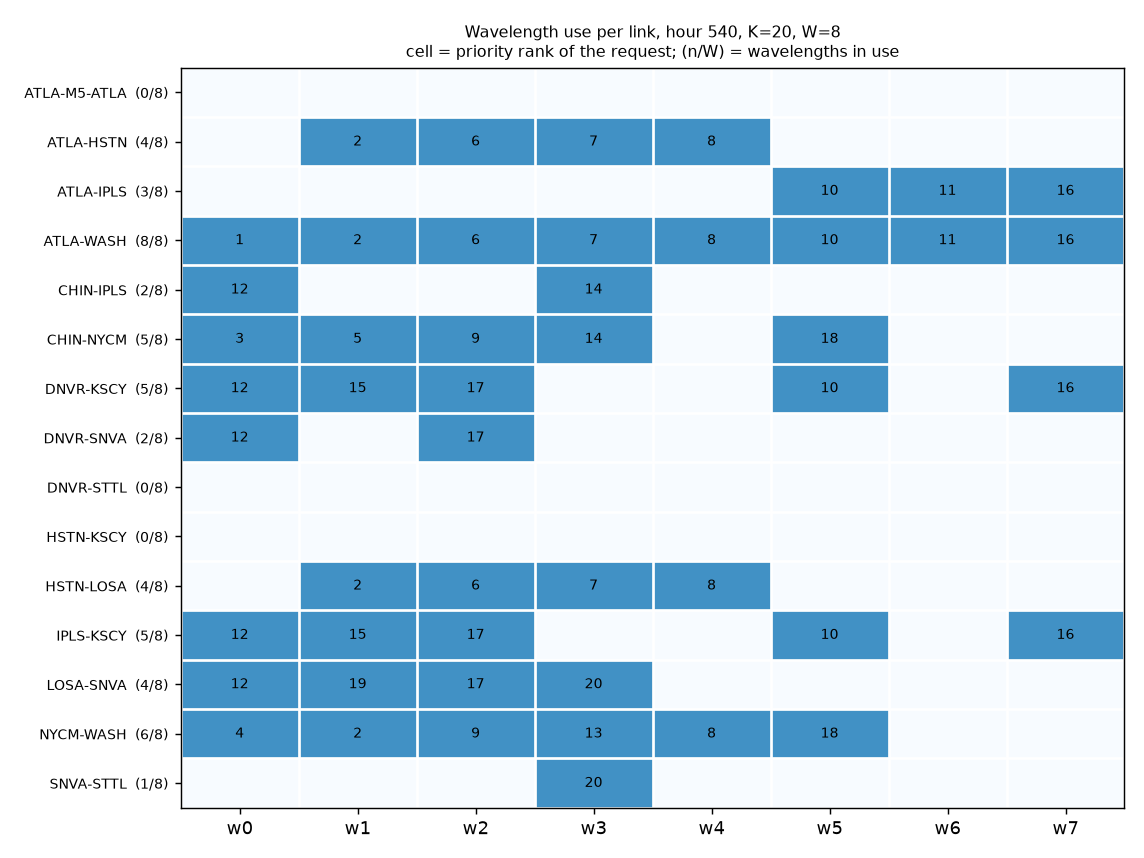 Wavelength use per link, hour 540, K=20, W=8
cell = priority rank of the request; (n/W) = wavelengths in use
ATLA-M5-ATLA (0/8)
ATLA-HSTN (4/8) 2 6 7 8
ATLA-IPLS (3/8) 10 11 16
ATLA-WASH (8/8) 1 2 6 7 8 10 11 16
CHIN-IPLS (2/8) 12 14
CHIN-NYCM (5/8) 3 5 9 14 18
DNVR-KSCY (5/8) 12 15 17 10 16
DNVR-SNVA (2/8) 12 17
DNVR-STTL (0/8)
HSTN-KSCY (0/8)
HSTN-LOSA (4/8) 2 6 7 8
IPLS-KSCY (5/8) 12 15 17 10 16
LOSA-SNVA (4/8) 12 19 17 20
NYCM-WASH (6/8) 4 2 9 13 8 18
SNVA-STTL (1/8) 20
w0 w1 w2 w3 w4 w5 w6 w7